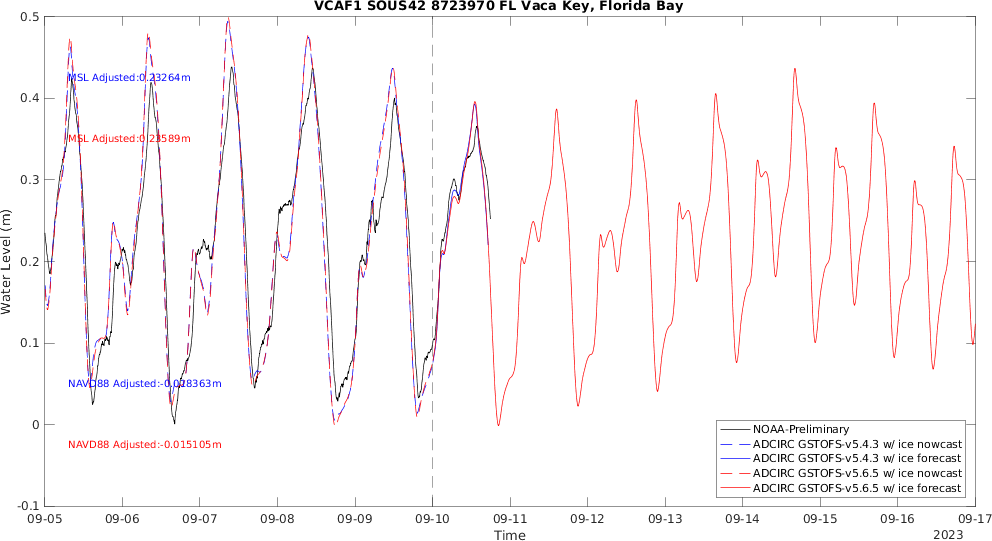 VCAF1 SOUS42 8723970 FL Vaca Key, Florida Bay
0.5
0.4
0.3
0.2
0.1
0
-0.1
Water Level (m)
MSL Adjusted:0.23264m
MSL Adjusted:0.23589m
NAVD88 Adjusted:-0.028363m
NAVD88 Adjusted:-0.015105m
NOAA-Preliminary
ADCIRC GSTOFS-v5.4.3 w/ ice nowcast
ADCIRC GSTOFS-v5.4.3 w/ ice forecast
ADCIRC GSTOFS-v5.6.5 w/ ice nowcast
ADCIRC GSTOFS-v5.6.5 w/ ice forecast
09-05 09-06 09-07 09-08 09-09 09-10 09-11 09-12 09-13 09-14 09-15 09-16 09-17
Time
2023